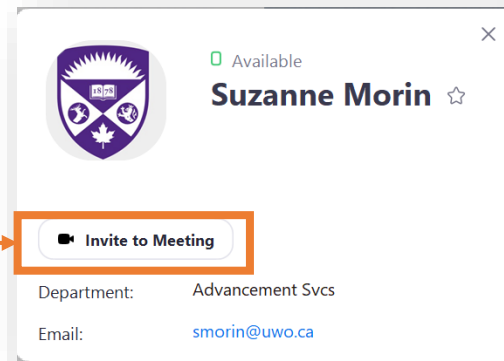 Available
Suzanne Morin
1878
Invite to Meeting
Department: Advancement Svcs
Email: smorin@uwo.ca